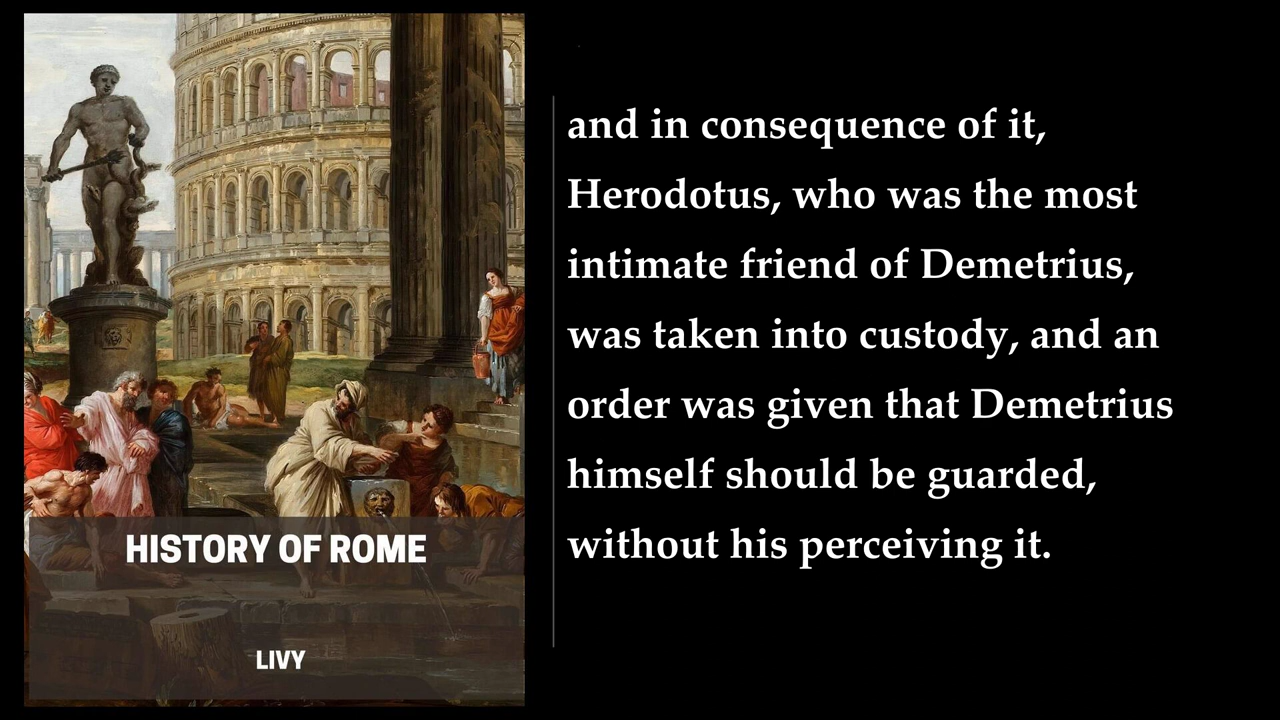 HISTORY OF ROME
LIVY
and in consequence of it,
Herodotus, who was the most
intimate friend of Demetrius,
was taken into custody, and an
order was given that Demetrius
himself should be guarded,
without his perceiving it.